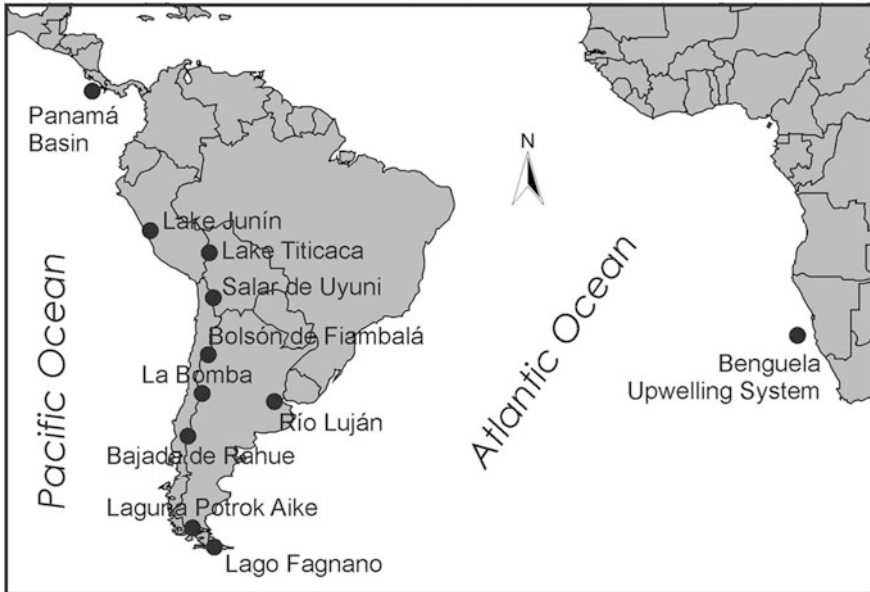 Panamá
Basin
N
Lake Junín
Lake Titicaca
Salar de Uyuni
Bolsón de Fiambalá
La Bomba
Río Luján
Bajada de Rahue
Laguna Potrok Aike
Lago Fagnano
Pacific Ocean
Atlantic Ocean
Benguela
Upwelling System